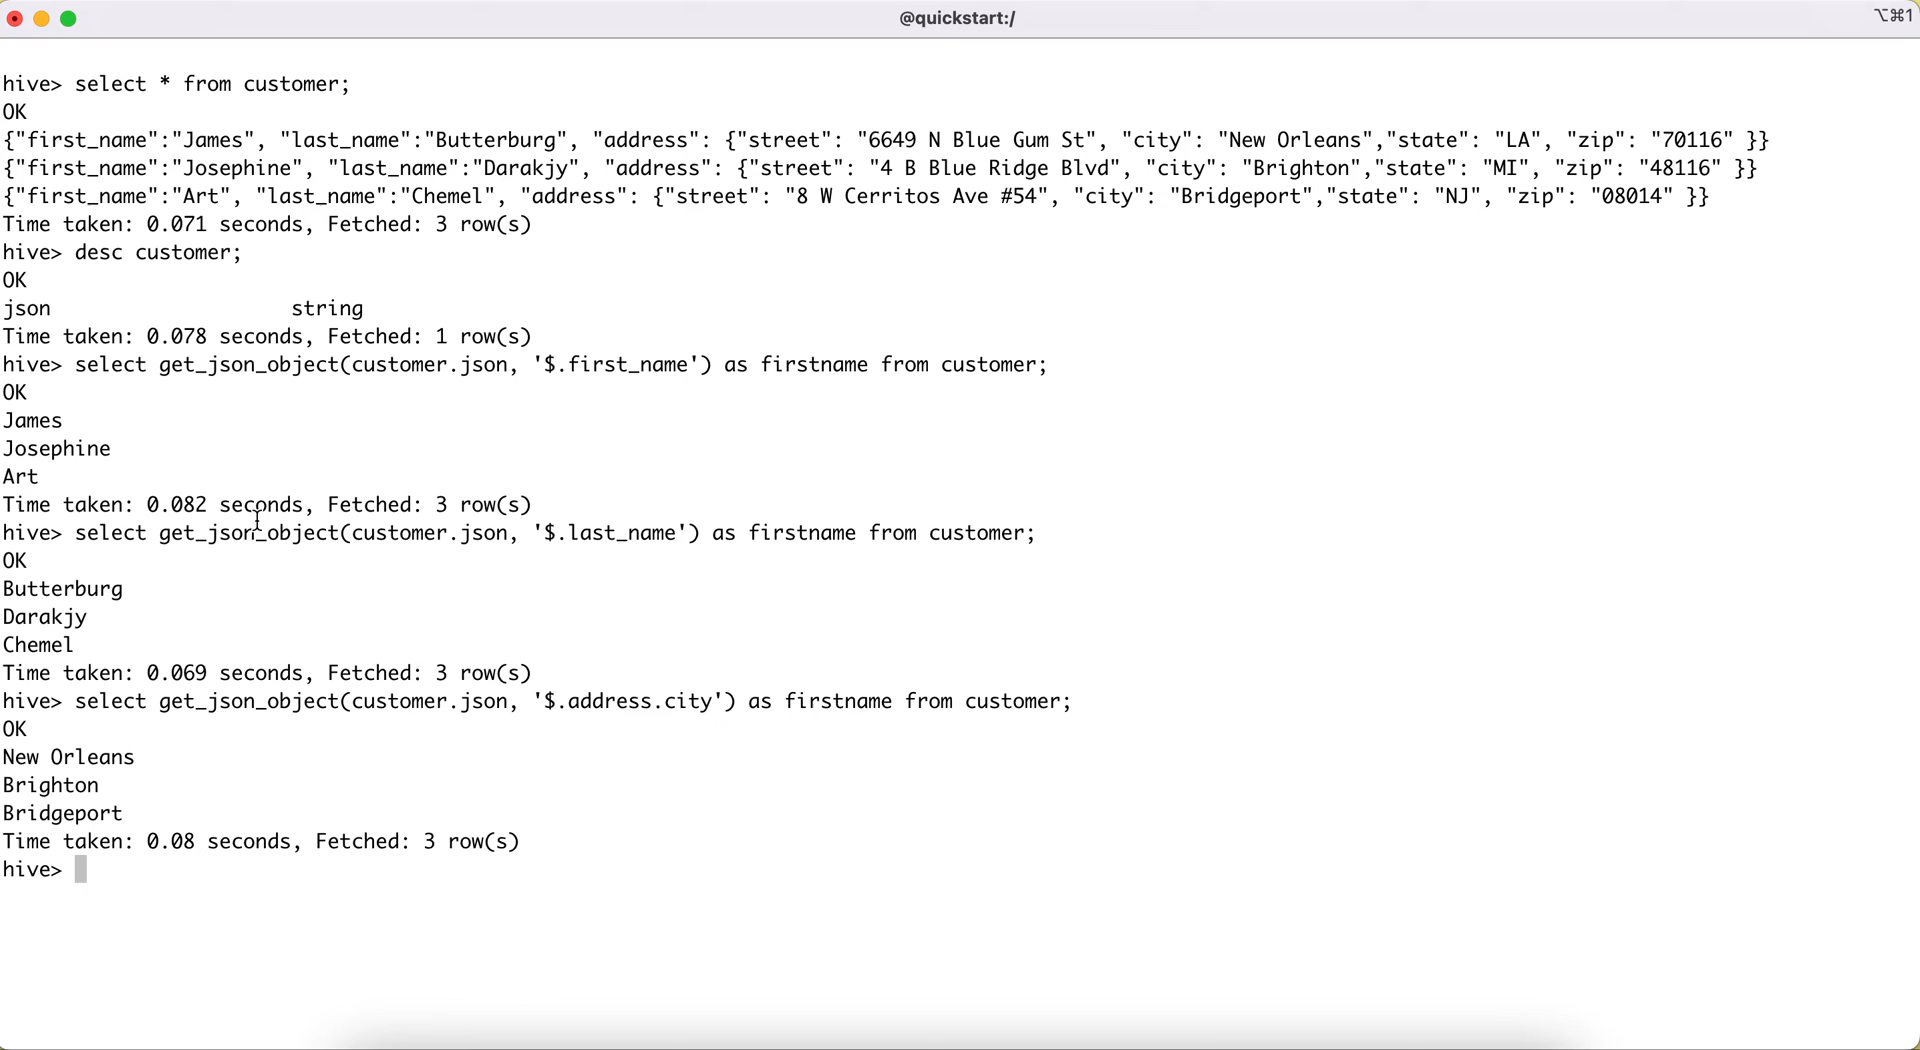 @quickstart:/
⌥⌘1
hive> select * from customer;
OK
{"first_name":"James", "last_name":"Butterburg", "address": {"street": "6649 N Blue Gum St", "city": "New Orleans","state": "LA", "zip": "70116" }}
{"first_name":"Josephine", "last_name":"Darakjy", "address": {"street": "4 B Blue Ridge Blvd", "city": "Brighton","state": "MI", "zip": "48116" }}
{"first_name":"Art", "last_name":"Chemel", "address": {"street": "8 W Cerritos Ave #54", "city": "Bridgeport","state": "NJ", "zip": "08014" }}
Time taken: 0.071 seconds, Fetched: 3 row(s)
hive> desc customer;
OK
json                    string
Time taken: 0.078 seconds, Fetched: 1 row(s)
hive> select get_json_object(customer.json, '$.first_name') as firstname from customer;
OK
James
Josephine
Art
Time taken: 0.082 seconds, Fetched: 3 row(s)
hive> select get_json_object(customer.json, '$.last_name') as firstname from customer;
OK
Butterburg
Darakjy
Chemel
Time taken: 0.069 seconds, Fetched: 3 row(s)
hive> select get_json_object(customer.json, '$.address.city') as firstname from customer;
OK
New Orleans
Brighton
Bridgeport
Time taken: 0.08 seconds, Fetched: 3 row(s)
hive>